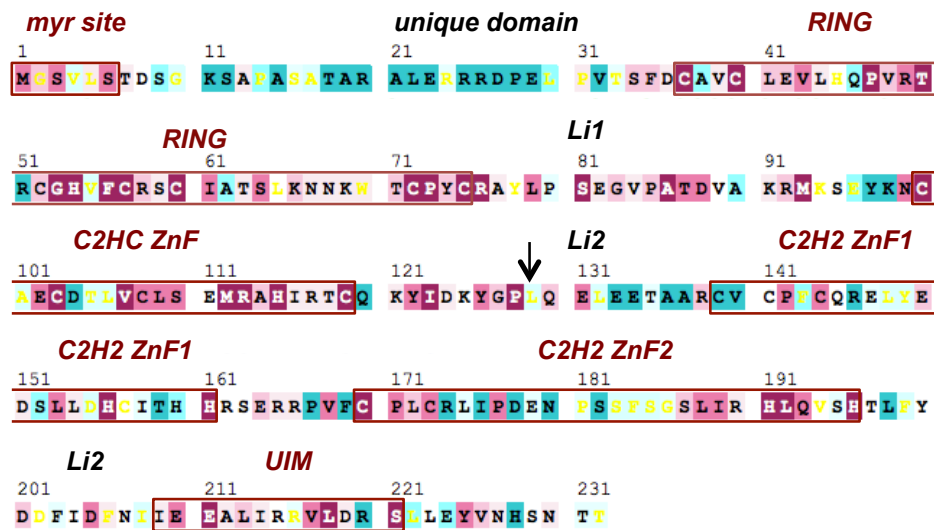 myr site unique domain RING
1 11 21 31 41
MGSVLSTDSG KSAPASATAR ALERRRDPEL PVTSFDCAVC LEVLHQPVRT
RING Li1
51 61 71 81 91
RCGHVFCRSC IATSLKNNKW TCPYCRAYLP SEGVPATDVA KRMKSEYKNC
C2HC ZnF Li2 C2H2 ZnF1
101 111 121 131 141
AECDTLVCLS EMRAHIRTCQ KYIDKYGPLQ ELEETAARCV CPFCQRELYE
C2H2 ZnF1 C2H2 ZnF2
151 161 171 181 191
DSLLDHCITH HRSERRPVFC PLCRLIPDEN PSSFSGSLIR HLQVSHTLFY
Li2 UIM
201 211 221 231
DDFIDFNIIE EALIRRVLDRS LLEYVNHSN TT